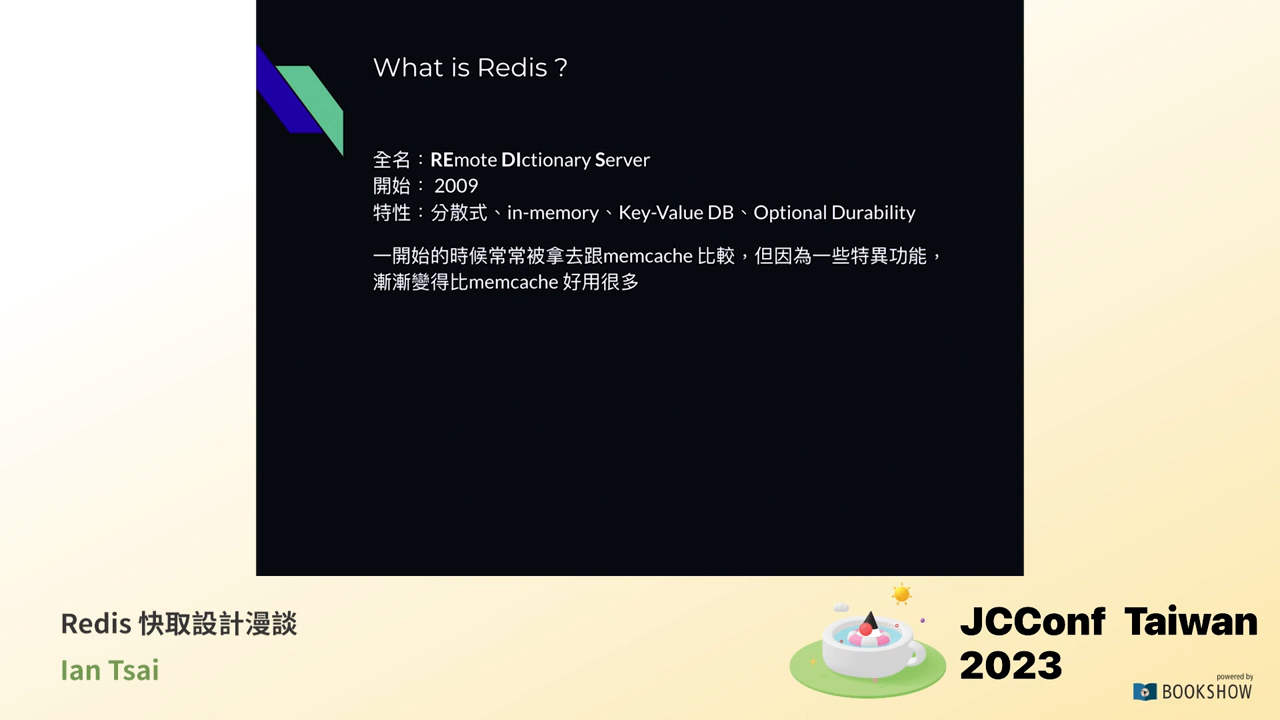 What is Redis ?
全名：REmote DIctionary Server
開始： 2009
特性：分散式、in-memory、Key-Value DB、Optional Durability
一開始的時候常常被拿去跟memcache 比較，但因為一些特異功能，
漸漸變得比memcache 好用很多
Redis 快取設計漫談
Ian Tsai
JCConf Taiwan
2023
powered by
BOOKSHOW